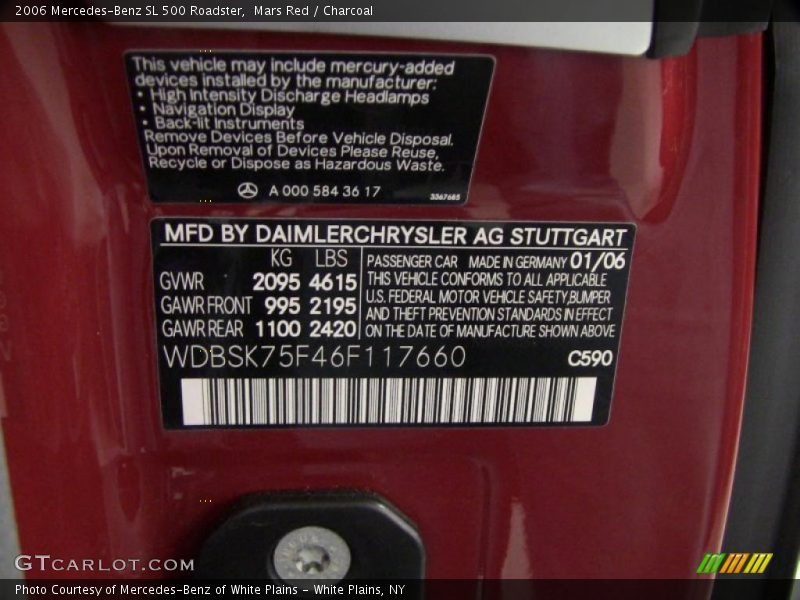 2006 Mercedes-Benz SL 500 Roadster, Mars Red / Charcoal
This vehicle may include mercury-added
devices installed by the manufacturer:
• High Intensity Discharge Headlamps
• Navigation Display
• Back-lit Instruments
Remove Devices Before Vehicle Disposal.
Upon Removal of Devices Please Reuse,
Recycle or Dispose as Hazardous Waste.
A 000 584 36 17
3367685
MFD BY DAIMLERCHRYSLER AG STUTTGART
KG LBS
GVWR 2095 4615
GAWR FRONT 995 2195
GAWR REAR 1100 2420
PASSENGER CAR MADE IN GERMANY 01/06
THIS VEHICLE CONFORMS TO ALL APPLICABLE
U.S. FEDERAL MOTOR VEHICLE SAFETY,BUMPER
AND THEFT PREVENTION STANDARDS IN EFFECT
ON THE DATE OF MANUFACTURE SHOWN ABOVE
WDBSK75F46F117660 C590
GTCARLOT.COM
Photo Courtesy of Mercedes-Benz of White Plains - White Plains, NY